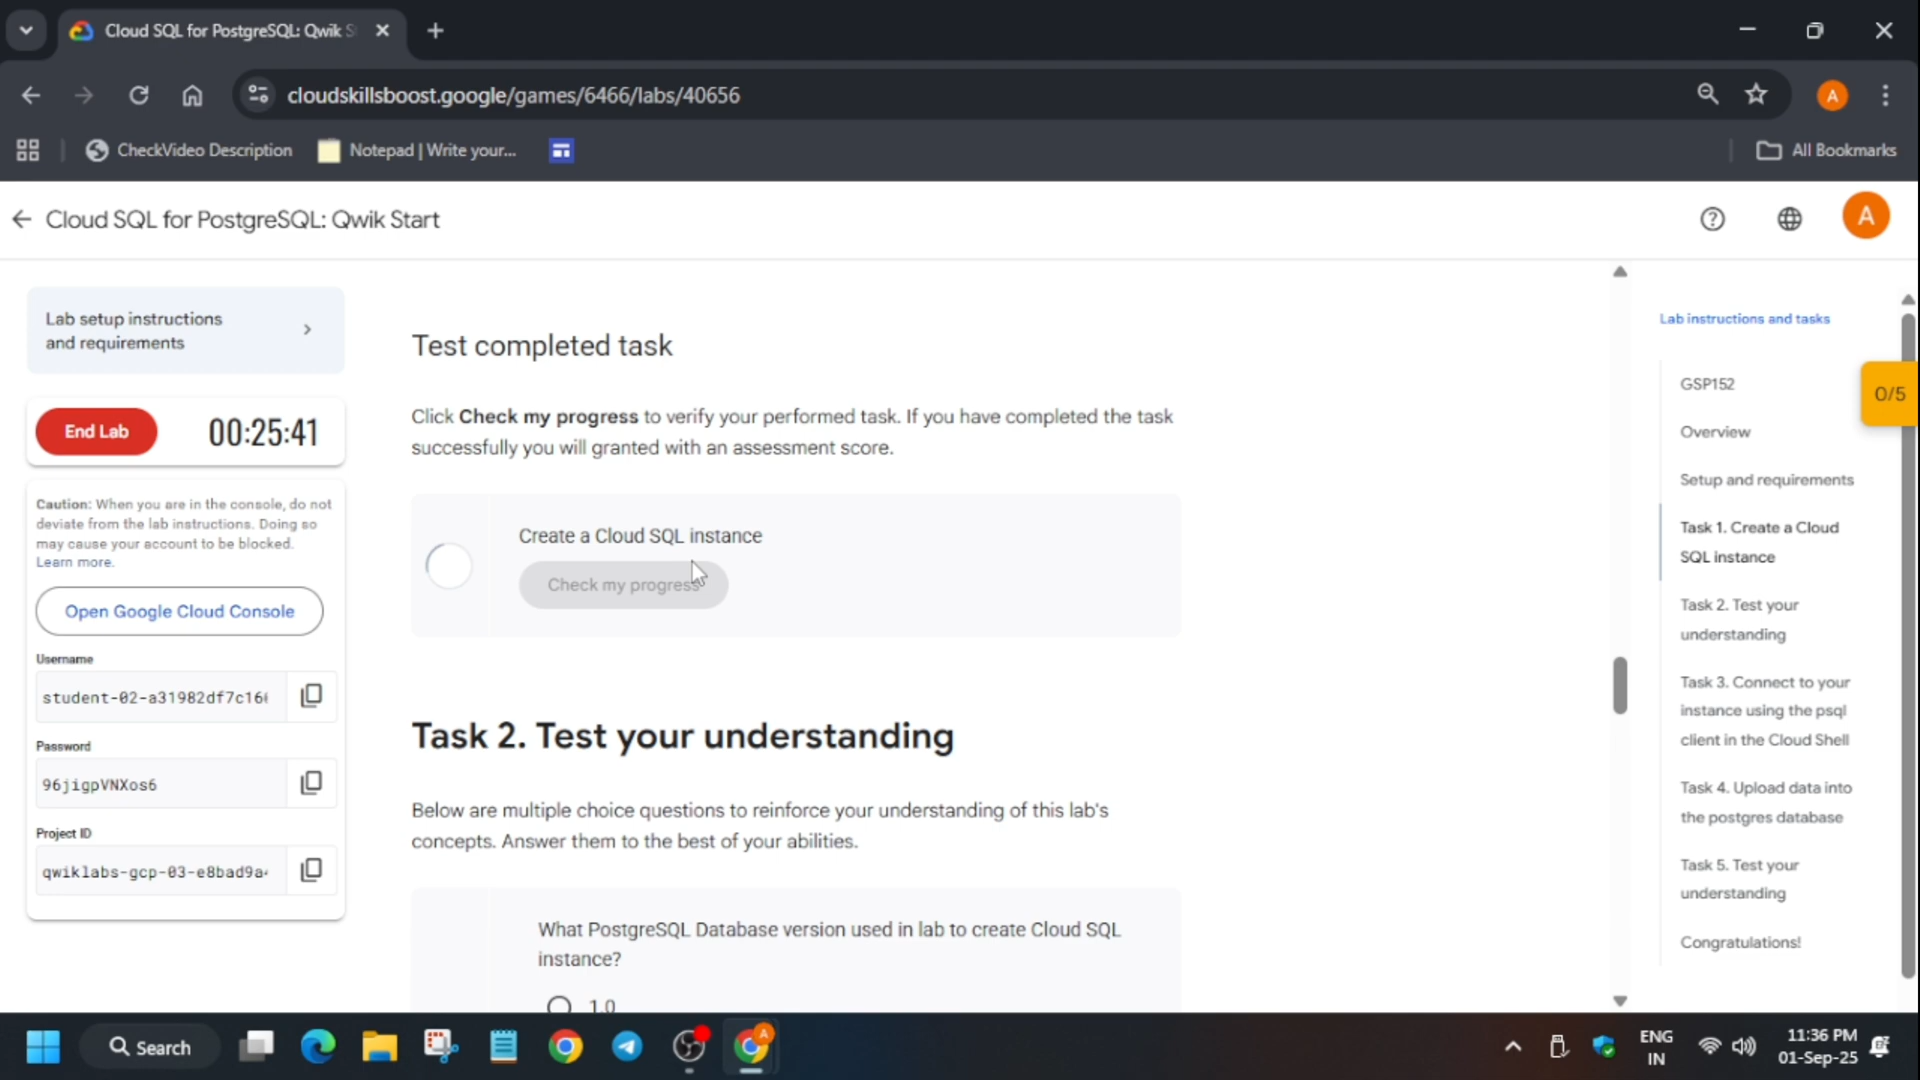 Cloud SQL for PostgreSQL: Qwik S
cloudskillsboost.google/games/6466/labs/40656
A
CheckVideo Description
Notepad | Write your...
All Bookmarks
Cloud SQL for PostgreSQL: Qwik Start
A
Lab setup instructions
and requirements
End Lab
00:25:41
Caution: When you are in the console, do not
deviate from the lab instructions. Doing so
may cause your account to be blocked.
Learn more.
Open Google Cloud Console
Username
student-02-a31982df7c16
Password
96jigpVNXos6
Project ID
qwiklabs-gcp-03-e8bad9a
Test completed task
Click Check my progress to verify your performed task. If you have completed the task
successfully you will granted with an assessment score.
Create a Cloud SQL instance
Check my progress
Task 2. Test your understanding
Below are multiple choice questions to reinforce your understanding of this lab's
concepts. Answer them to the best of your abilities.
What PostgreSQL Database version used in lab to create Cloud SQL
instance?
1.0
Lab instructions and tasks
GSP152
Overview
Setup and requirements
Task 1. Create a Cloud
SQL instance
Task 2. Test your
understanding
Task 3. Connect to your
instance using the psql
client in the Cloud Shell
Task 4. Upload data into
the postgres database
Task 5. Test your
understanding
Congratulations!
0/5
Search
A
ENG
IN
11:36 PM
01-Sep-25